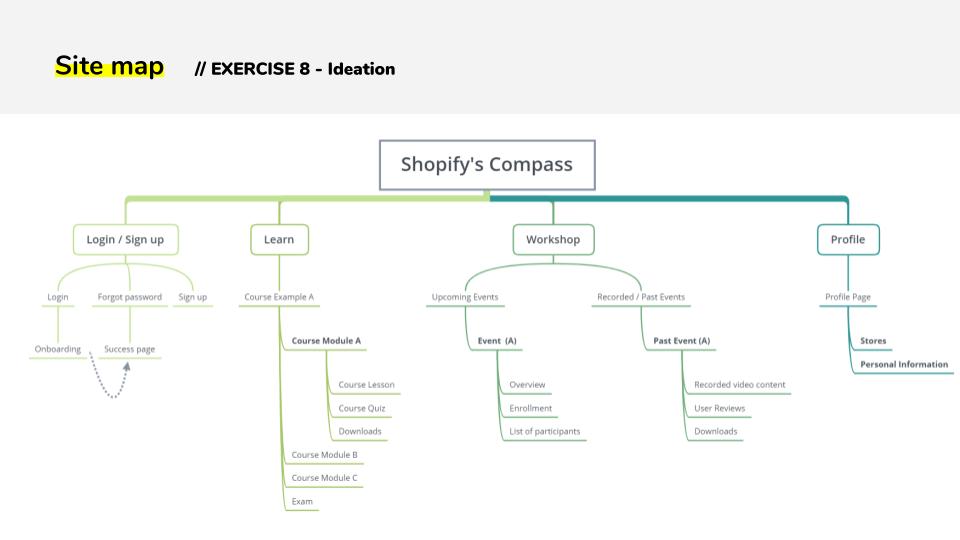 Site map // EXERCISE 8 - Ideation
Shopify's Compass
Login / Sign up
Learn
Workshop
Profile
Login
Forgot password
Sign up
Onboarding
Success page
Course Example A
Course Module A
Course Lesson
Course Quiz
Downloads
Course Module B
Course Module C
Exam
Upcoming Events
Event (A)
Overview
Enrollment
List of participants
Recorded / Past Events
Past Event (A)
Recorded video content
User Reviews
Downloads
Profile Page
Stores
Personal Information